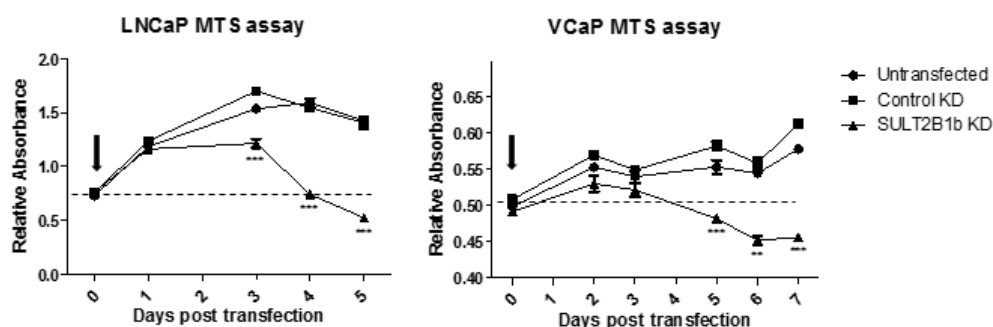 LNCaP MTS assay
Relative Absorbance
2.0
1.5
1.0
0.5
0.0
***
***
***
0 1 2 3 4 5
Days post transfection
VCaP MTS assay
Relative Absorbance
0.65
0.60
0.55
0.50
0.45
0.40
***
**
***
0 1 2 3 4 5 6 7
Days post transfection
Untransfected
Control KD
SULT2B1b KD